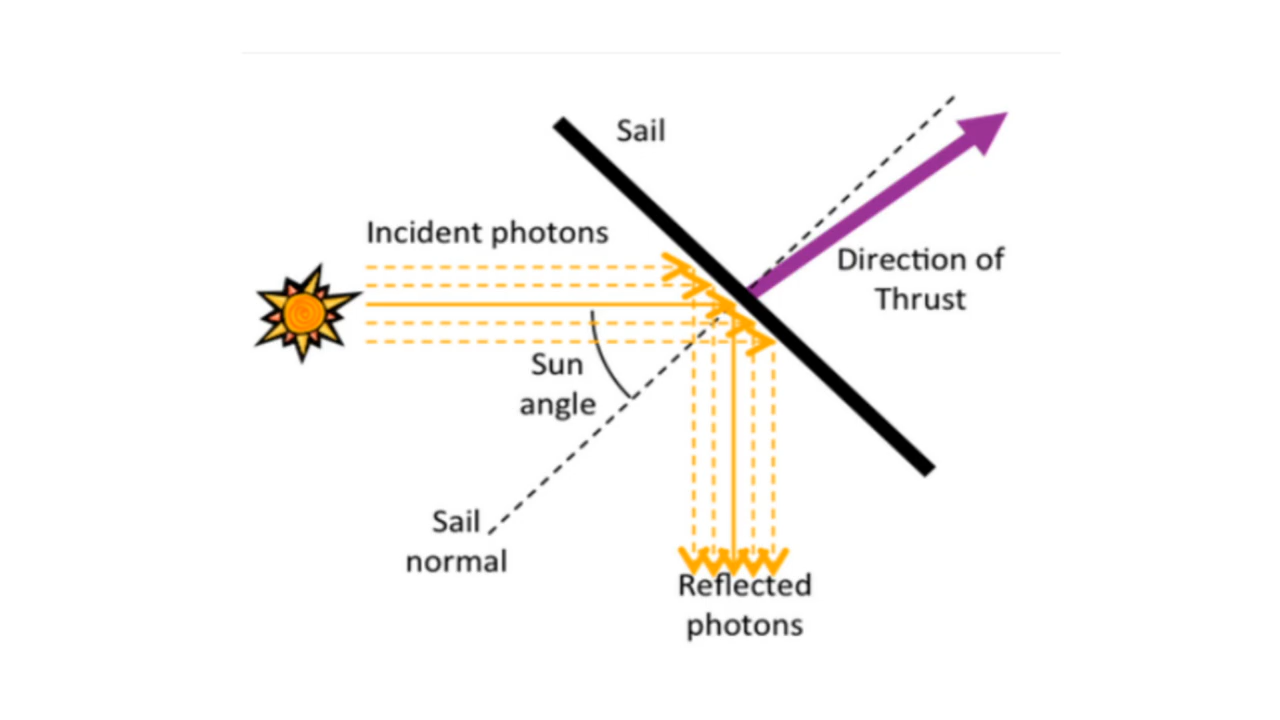 Sail
Incident photons
Direction of
Thrust
Sun
angle
Sail
normal
Reflected
photons